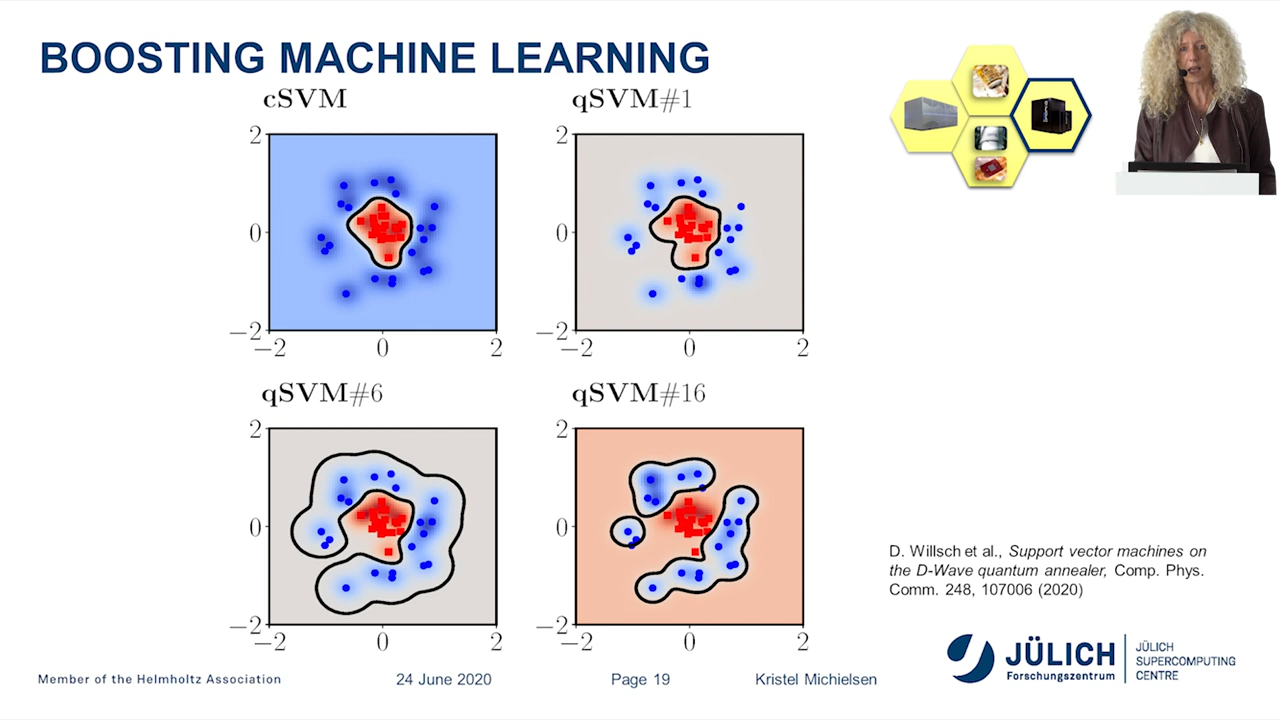 BOOSTING MACHINE LEARNING
cSVM
qSVM#1
2
0
−2
−2 0 2
2
0
−2
−2 0 2
qSVM#6
qSVM#16
2
0
−2
−2 0 2
2
0
−2
−2 0 2
D. Willsch et al., Support vector machines on
the D-Wave quantum annealer, Comp. Phys.
Comm. 248, 107006 (2020)
JÜLICH
Forschungszentrum
JÜLICH
SUPERCOMPUTING
CENTRE
Member of the Helmholtz Association
24 June 2020
Page 19
Kristel Michielsen